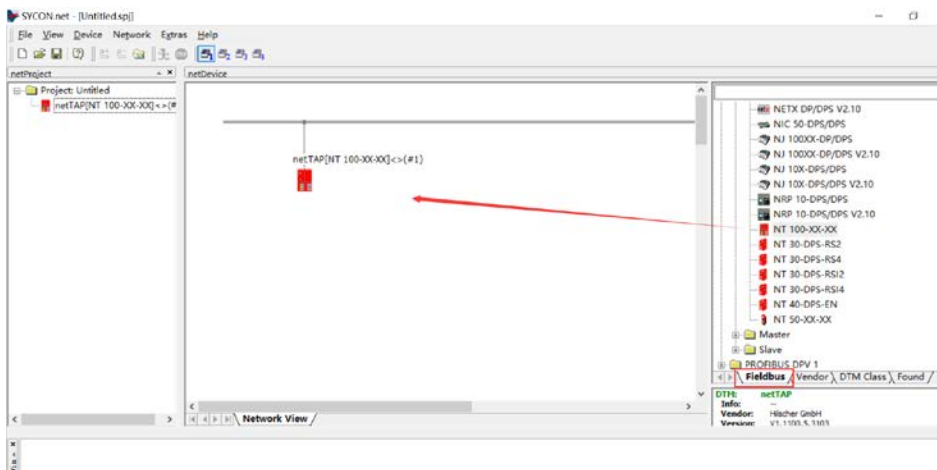 SYCON.net - [Untitled.spj]
File View Device Network Extras Help
netProject
netDevice
Project: Untitled
netTAP[NT 100-XX-XX]<>(#
netTAP[NT 100-XX-XX]<>(#1)
NETX DP/DPS V2.10
NIC 50-DPS/DPS
NJ 100XX-DP/DPS
NJ 100XX-DP/DPS V2.10
NJ 10X-DPS/DPS
NJ 10X-DPS/DPS V2.10
NRP 10-DPS/DPS
NRP 10-DPS/DPS V2.10
NT 100-XX-XX
NT 30-DPS-RS2
NT 30-DPS-RS4
NT 30-DPS-RSI2
NT 30-DPS-RSI4
NT 40-DPS-EN
NT 50-XX-XX
Master
Slave
PROFIBUS DPV 1
Fieldbus Vendor DTM Class Found
DTM: netTAP
Info: --
Vendor: Hilscher GmbH
Version: V1.1100.5.3103
Network View